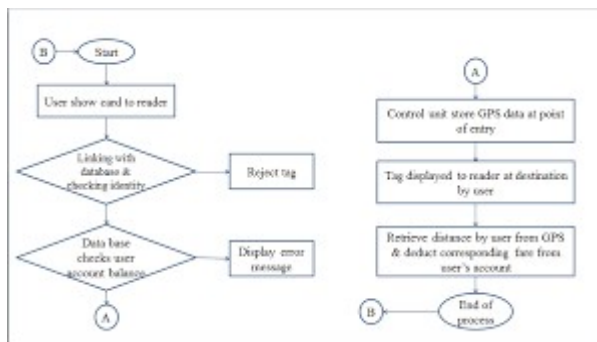 B
Start
User show card to reader
Linking with
database &
checking identity
Reject tag
Data base
checks user
account balance
Display error
message
A
A
Control unit store GPS data at point
of entry
Tag displayed to reader at destination
by user
Retrieve distance by user from GPS
& deduct corresponding fare from
user's account
B
End of
process